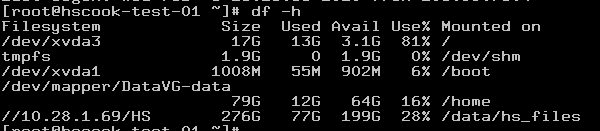 [root@hscook-test-01 ~]# df -h
Filesystem Size Used Avail Use% Mounted on
/dev/xvda3 17G 13G 3.1G 81% /
tmpfs 1.9G 0 1.9G 0% /dev/shm
/dev/xvda1 1008M 55M 902M 6% /boot
/dev/mapper/DataVG-data
79G 12G 64G 16% /home
//10.28.1.69/HS 276G 77G 199G 28% /data/hs_files
[root@hscook-test-01 ~]#